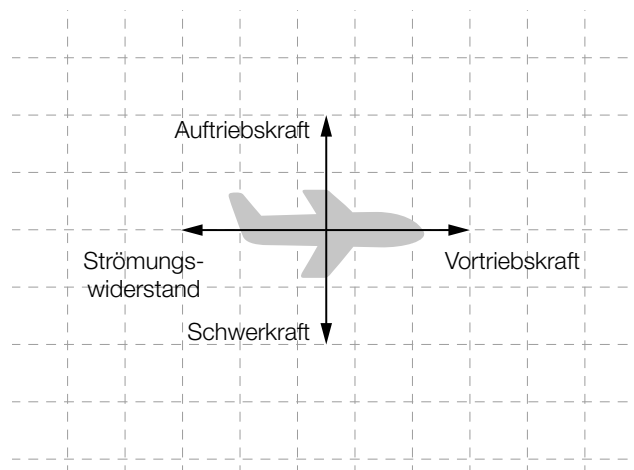 Auftriebskraft
Strömungs-
widerstand
Vortriebskraft
Schwerkraft